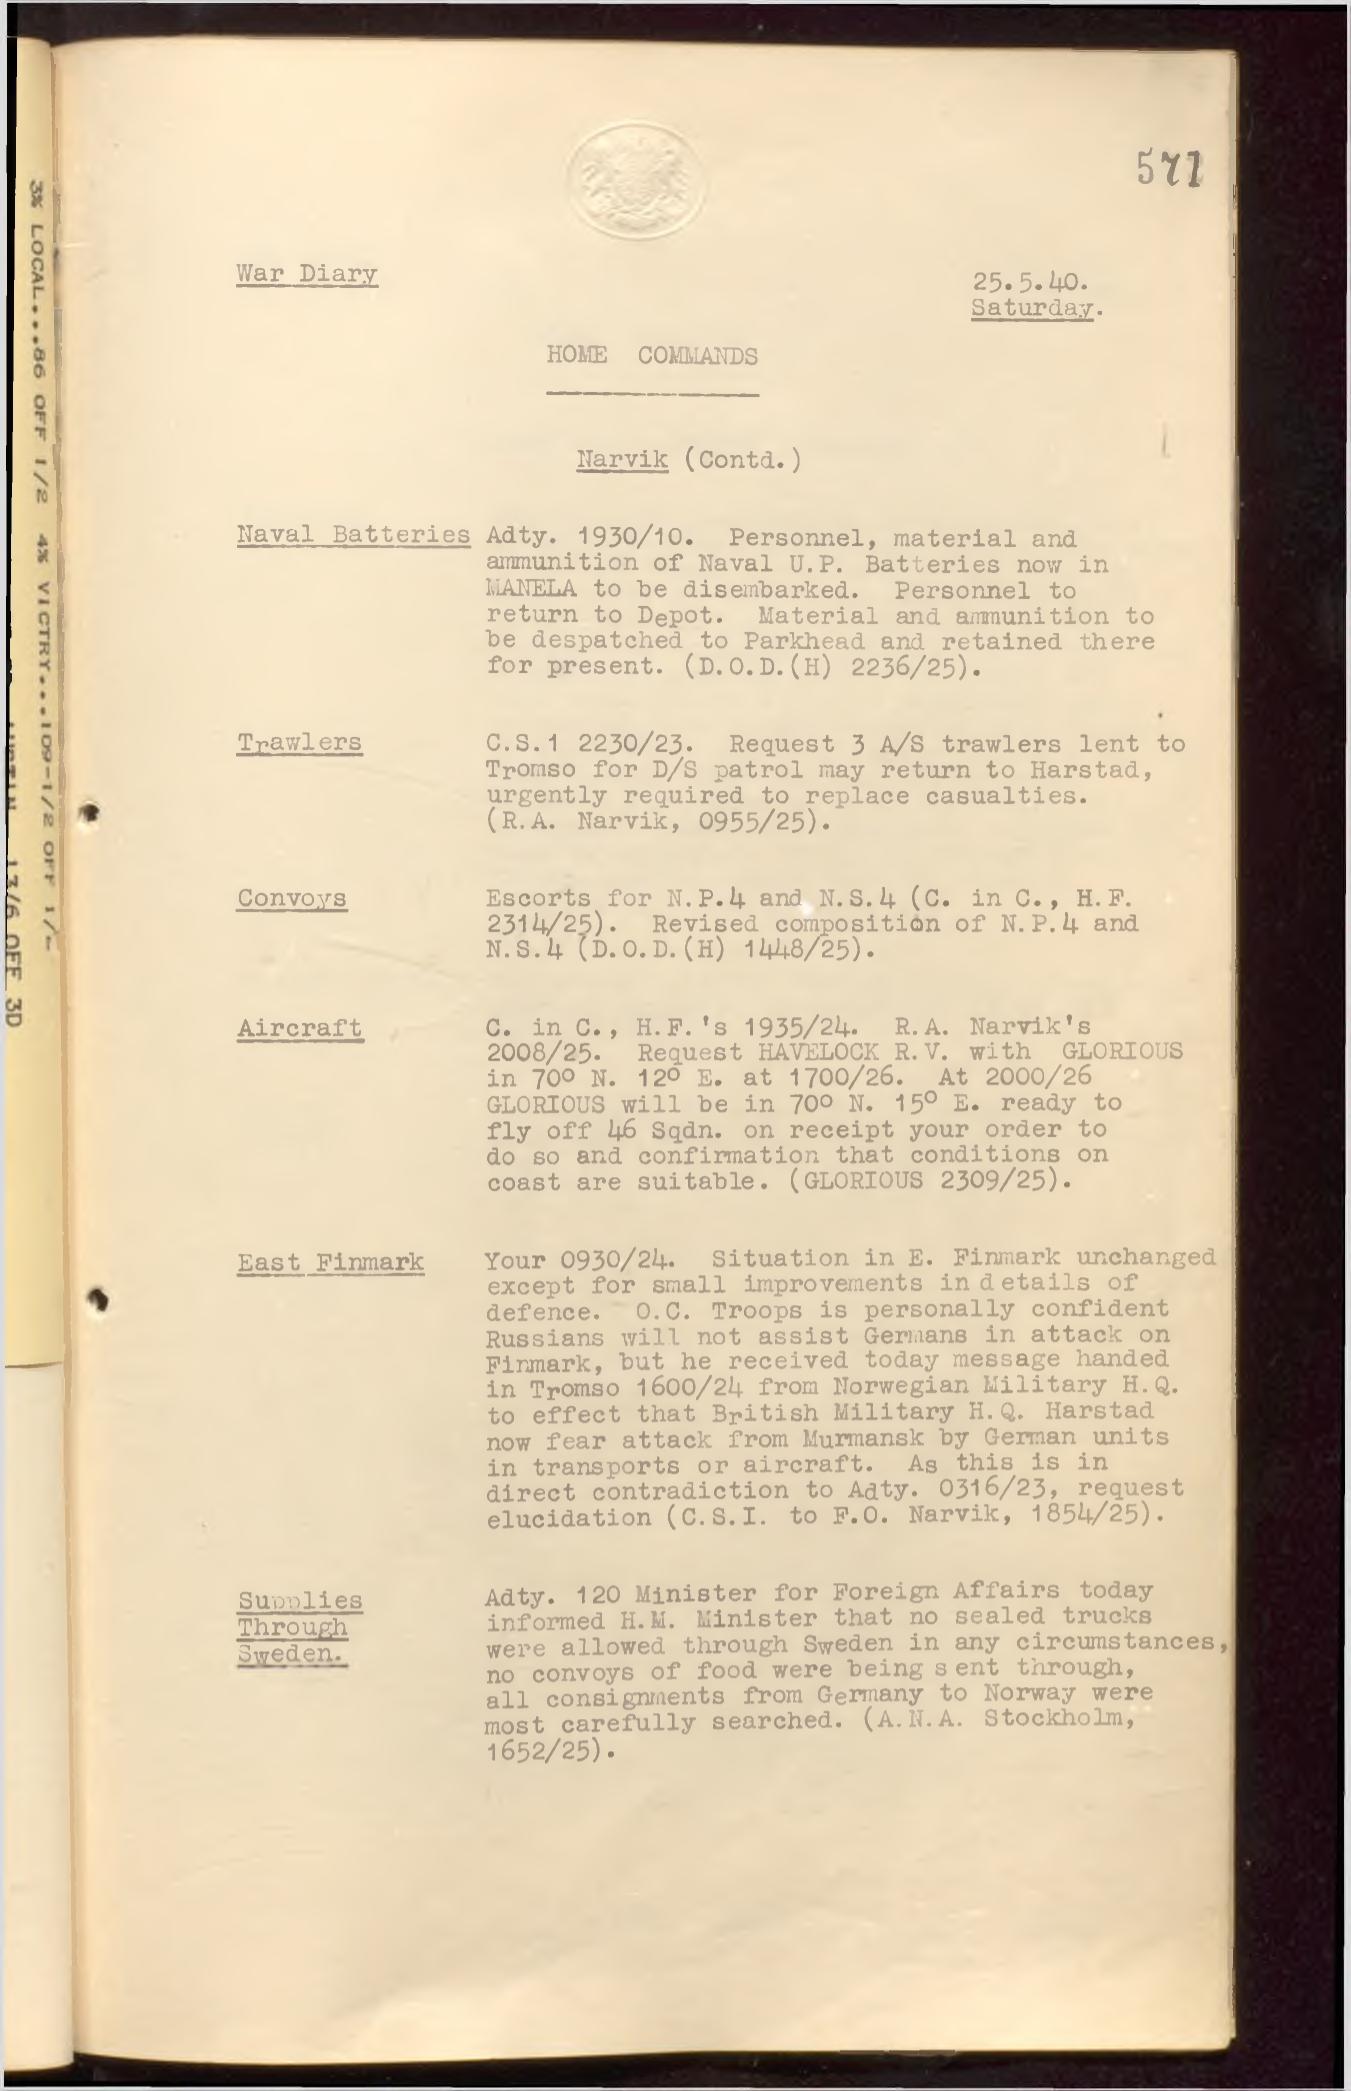 571
War Diary
25.5.40.
Saturday.
HOME COMMANDS
Narvik (Contd.)
Naval Batteries Adty. 1930/10. Personnel, material and
ammunition of Naval U.P. Batteries now in
MANELA to be disembarked. Personnel to
return to Depot. Material and ammunition to
be despatched to Parkhead and retained there
for present. (D.O.D.(H) 2236/25).
Trawlers C.S.1 2230/23. Request 3 A/S trawlers lent to
Tromso for D/S patrol may return to Harstad,
urgently required to replace casualties.
(R.A. Narvik, 0955/25).
Convoys Escorts for N.P.4 and N.S.4 (C. in C., H.F.
2314/25). Revised composition of N.P.4 and
N.S.4 (D.O.D.(H) 1448/25).
Aircraft C. in C., H.F.'s 1935/24. R.A. Narvik's
2008/25. Request HAVELOCK R.V. with GLORIOUS
in 70º N. 12º E. at 1700/26. At 2000/26
GLORIOUS will be in 70º N. 15º E. ready to
fly off 46 Sqdn. on receipt your order to
do so and confirmation that conditions on
coast are suitable. (GLORIOUS 2309/25).
East Finmark Your 0930/24. Situation in E. Finmark unchanged
except for small improvements in d etails of
defence. O.C. Troops is personally confident
Russians will not assist Germans in attack on
Finmark, but he received today message handed
in Tromso 1600/24 from Norwegian Military H.Q.
to effect that British Military H.Q. Harstad
now fear attack from Murmansk by German units
in transports or aircraft. As this is in
direct contradiction to Adty. 0316/23, request
elucidation (C.S.I. to F.O. Narvik, 1854/25).
Supplies Adty. 120 Minister for Foreign Affairs today
Through informed H.M. Minister that no sealed trucks
Sweden. were allowed through Sweden in any circumstances,
no convoys of food were being s ent through,
all consignments from Germany to Norway were
most carefully searched. (A.N.A. Stockholm,
1652/25).
3% LOCAL...86 OFF 1/2 4% VICTRY...109-1/2 OFF 1/
13/6 OFF 3D